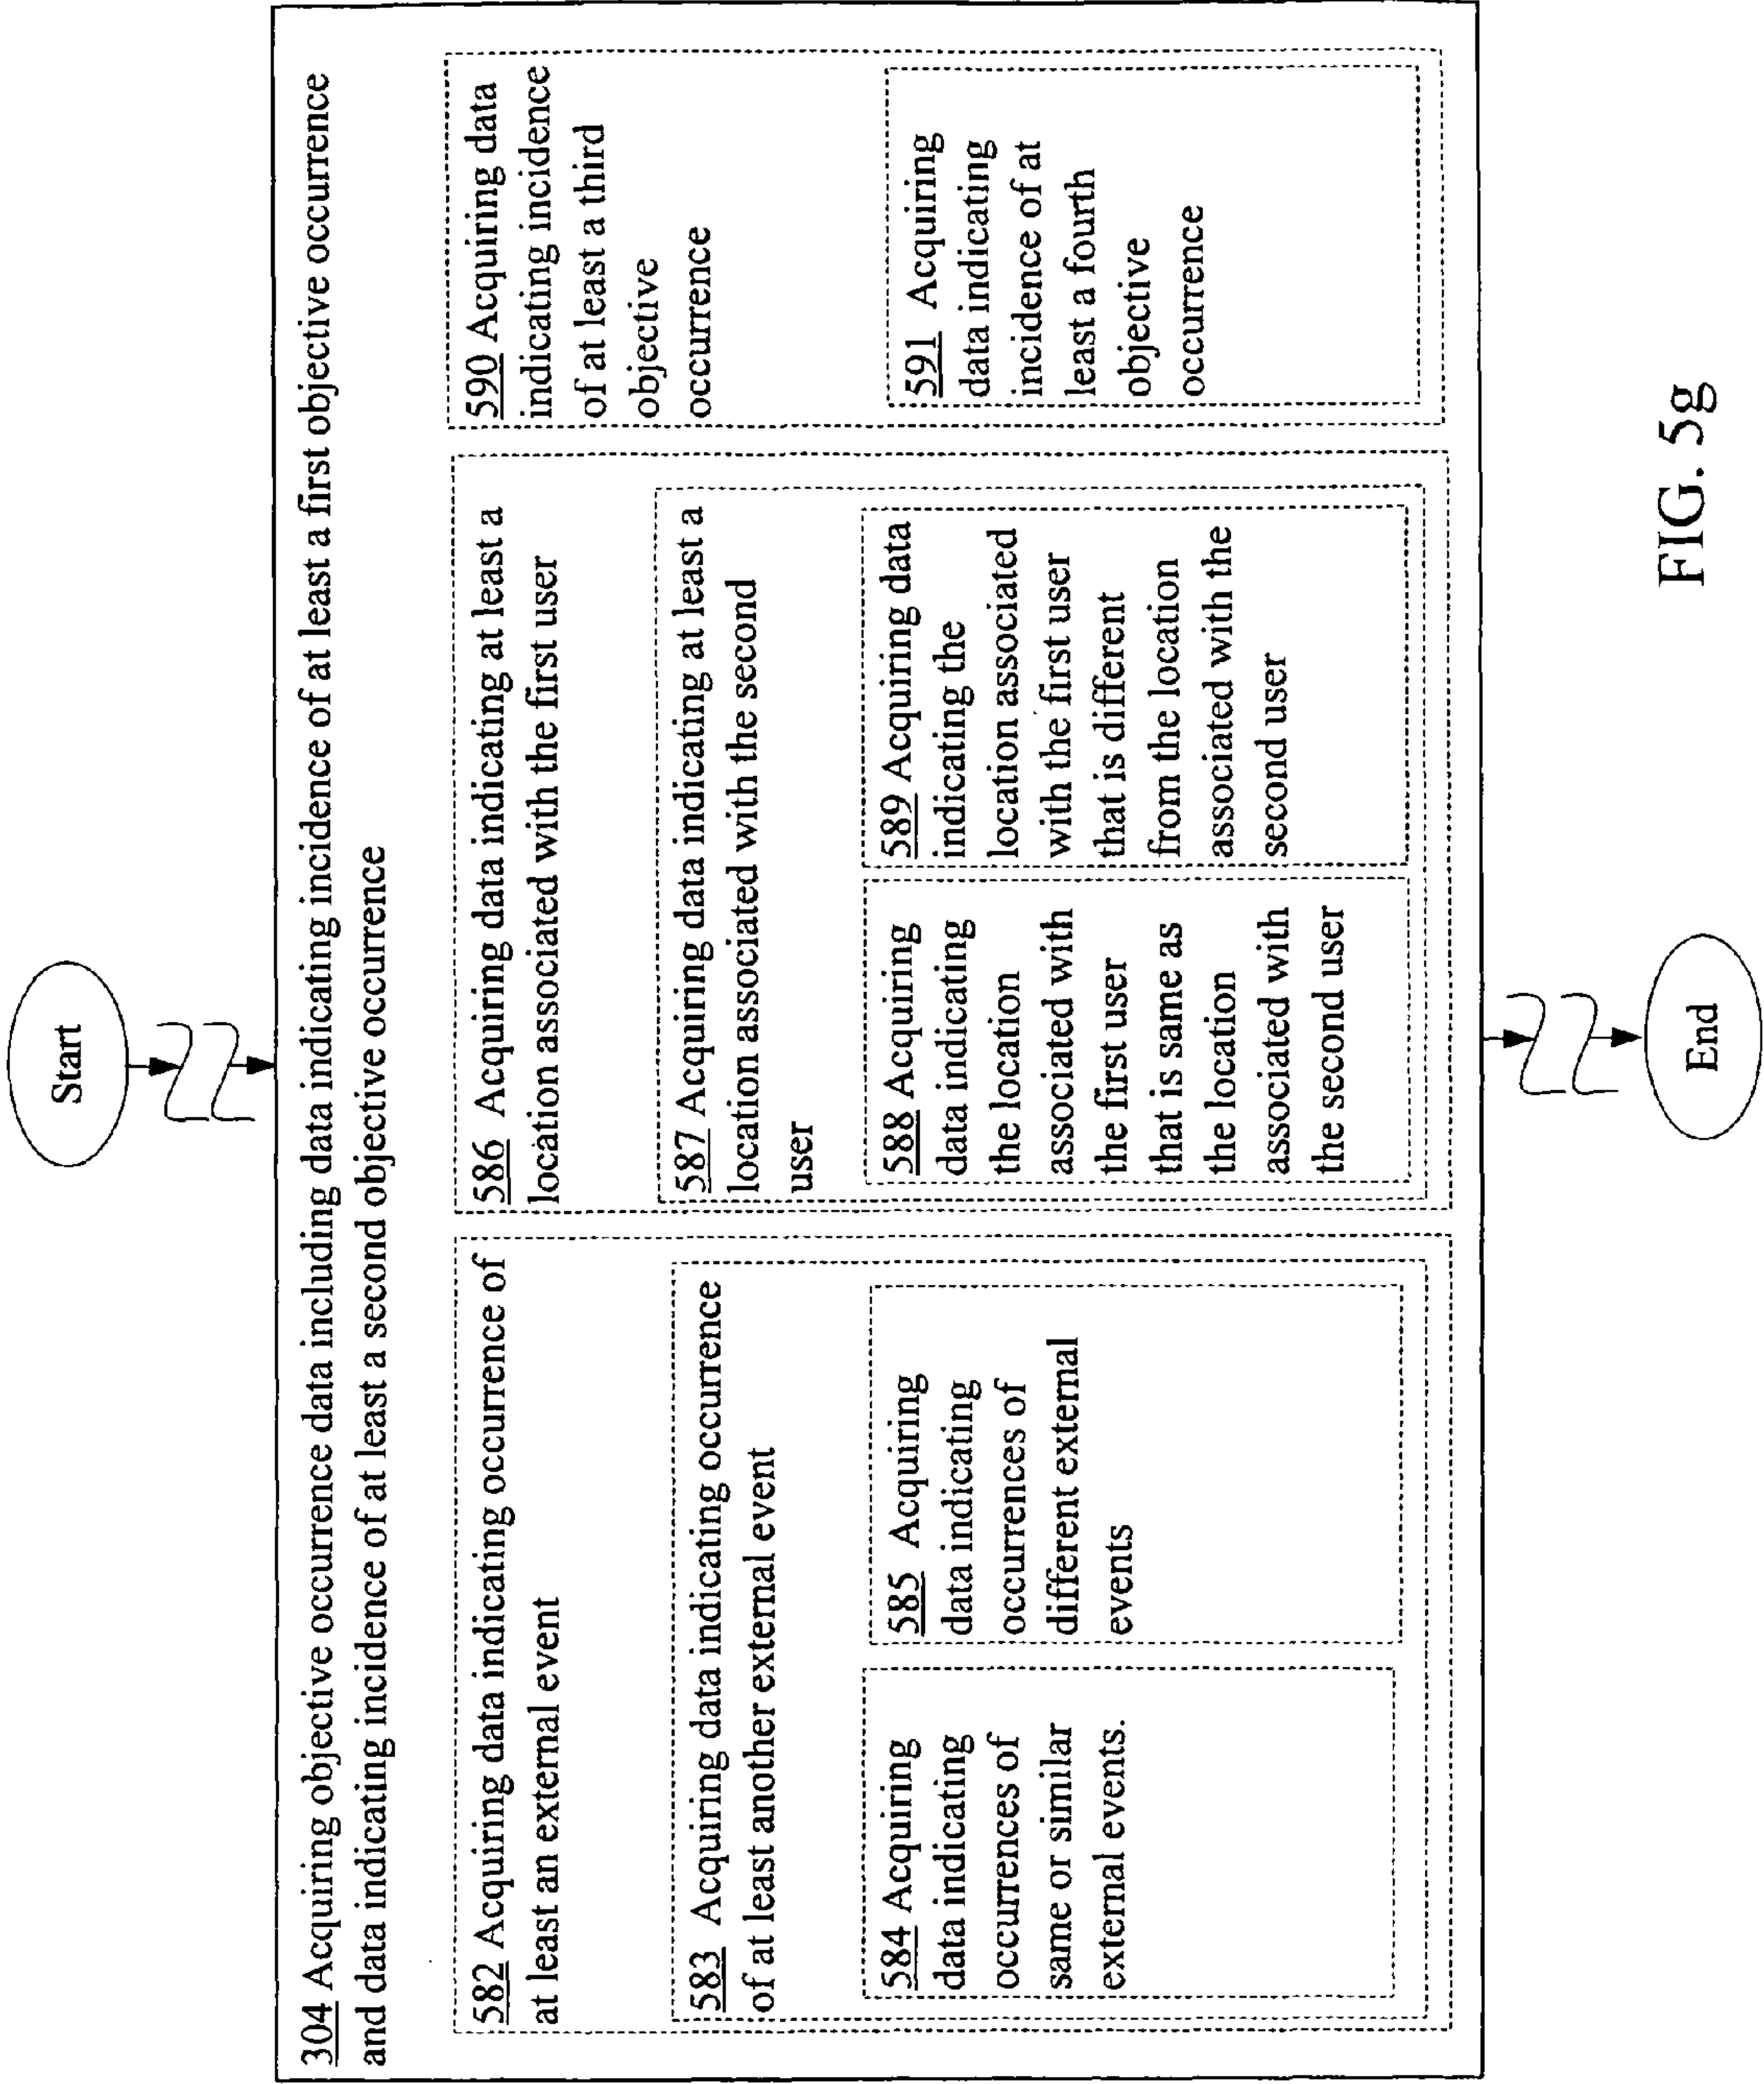 Start
304 Acquiring objective occurrence data including data indicating incidence of at least a first objective occurrence
and data indicating incidence of at least a second objective occurrence
582 Acquiring data indicating occurrence of
at least an external event
583 Acquiring data indicating occurrence
of at least another external event
584 Acquiring
data indicating
occurrences of
same or similar
external events.
585 Acquiring
data indicating
occurrences of
different external
events
586 Acquiring data indicating at least a
location associated with the first user
587 Acquiring data indicating at least a
location associated with the second
user
588 Acquiring
data indicating
the location
associated with
the first user
that is same as
the location
associated with
the second user
589 Acquiring data
indicating the
location associated
with the first user
that is different
from the location
associated with the
second user
590 Acquiring data
indicating incidence
of at least a third
objective
occurrence
591 Acquiring
data indicating
incidence of at
least a fourth
objective
occurrence
End
FIG. 5g